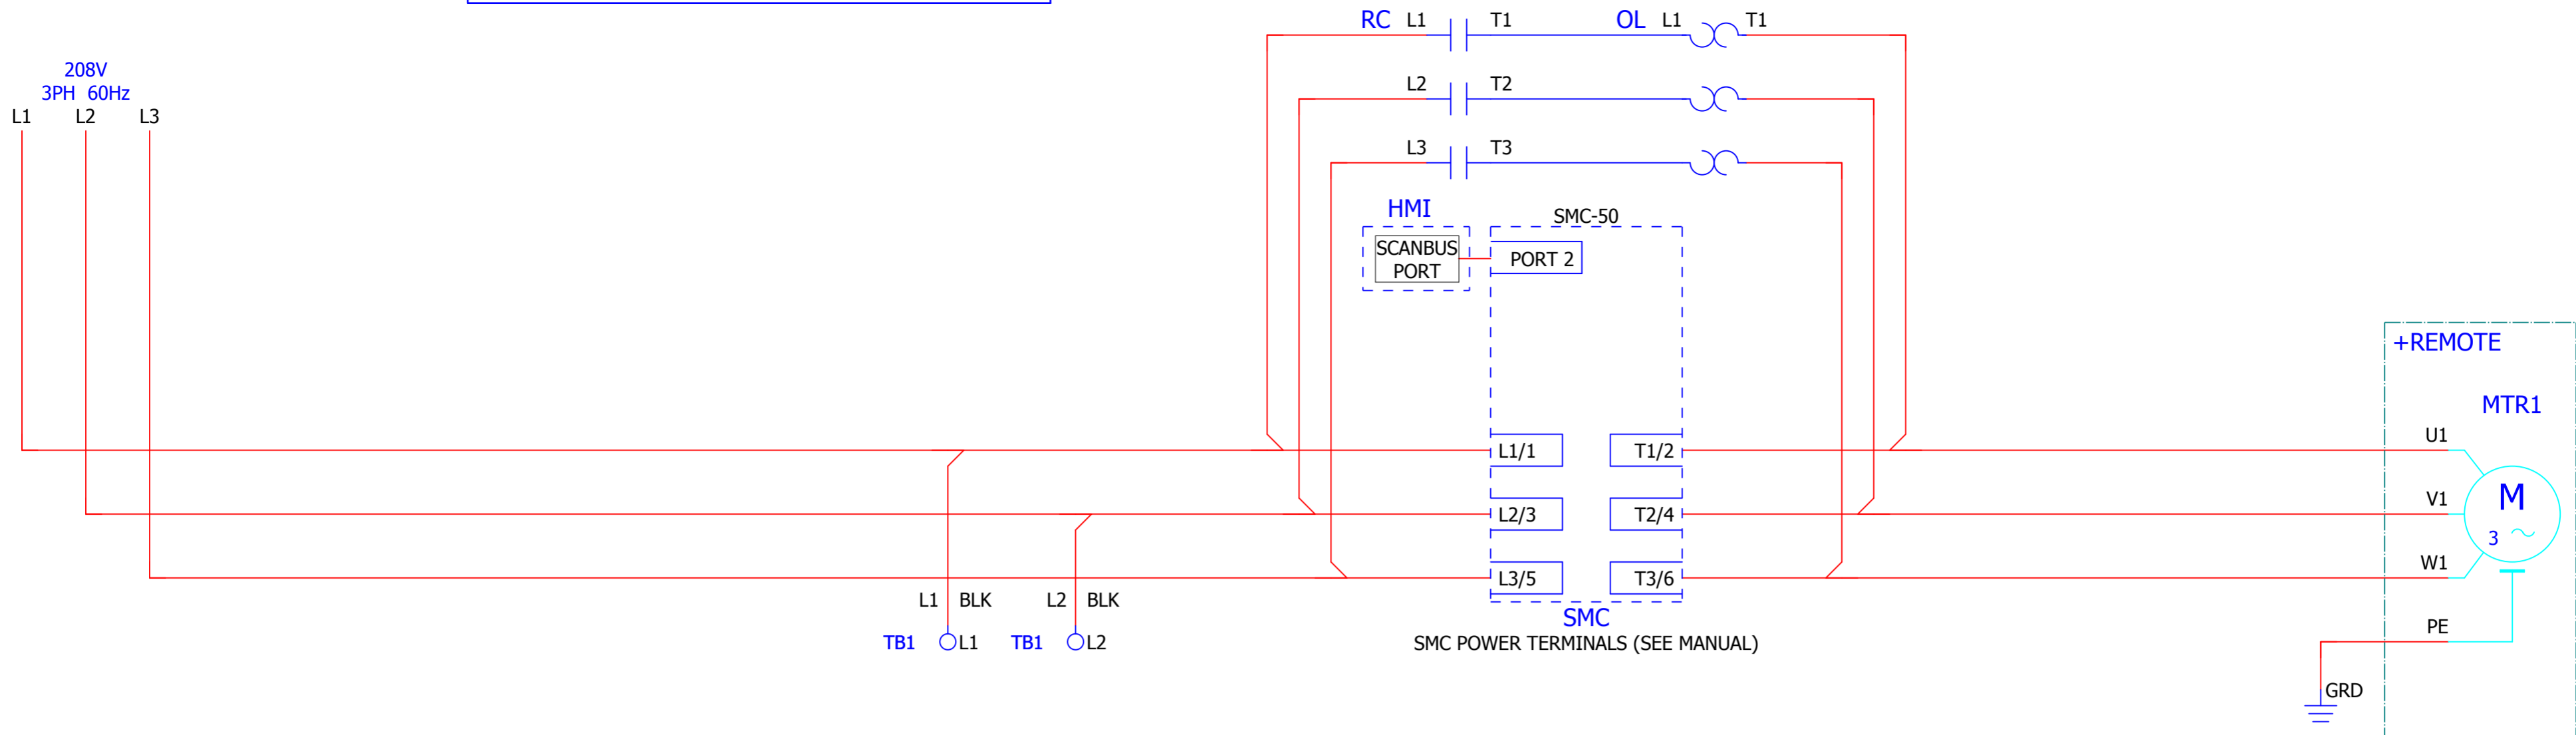 RC L1 T1 OL L1 T1
208V
3PH 60Hz
L1 L2 L3
L2 T2
L3 T3
HMI
SMC-50
SCANBUS
PORT
PORT 2
+REMOTE
MTR1
L1/1 T1/2
U1
L2/3 T2/4
V1
M
3
L3/5 T3/6
W1
L1 BLK L2 BLK
SMC
TB1 L1 TB1 L2
SMC POWER TERMINALS (SEE MANUAL)
PE
GRD